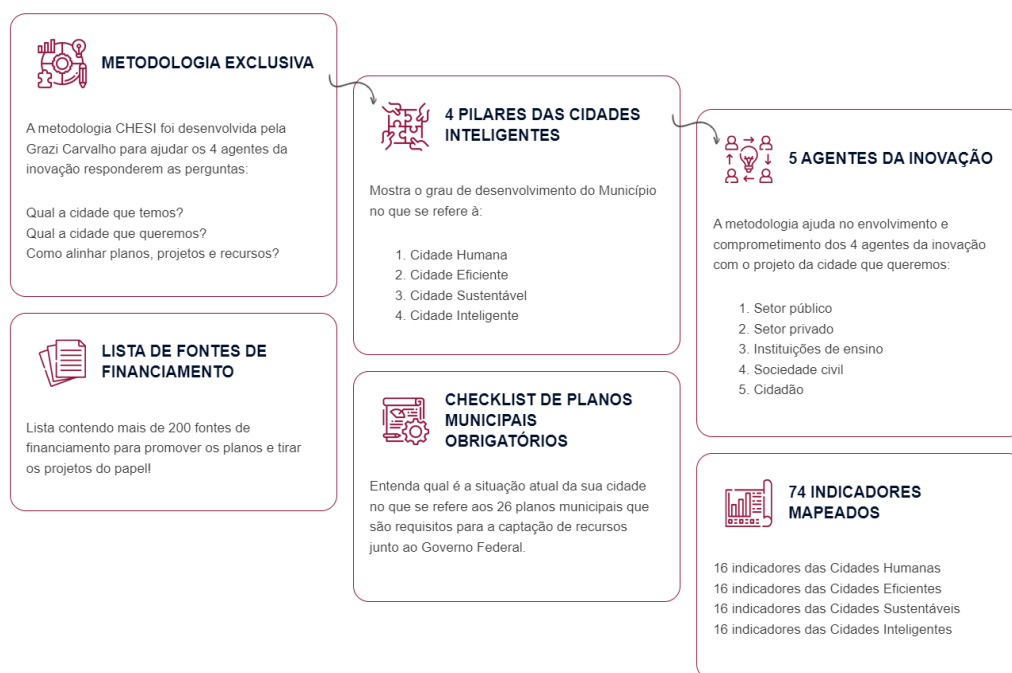 METODOLOGIA EXCLUSIVA
A metodologia CHESI foi desenvolvida pela
Grazi Carvalho para ajudar os 4 agentes da
inovação responderem as perguntas:
Qual a cidade que temos?
Qual a cidade que queremos?
Como alinhar planos, projetos e recursos?
4 PILARES DAS CIDADES
INTELIGENTES
Mostra o grau de desenvolvimento do Município
no que se refere à:
1. Cidade Humana
2. Cidade Eficiente
3. Cidade Sustentável
4. Cidade Inteligente
5 AGENTES DA INOVAÇÃO
A metodologia ajuda no envolvimento e
comprometimento dos 4 agentes da inovação
com o projeto da cidade que queremos:
1. Setor público
2. Setor privado
3. Instituições de ensino
4. Sociedade civil
5. Cidadão
LISTA DE FONTES DE
FINANCIAMENTO
Lista contendo mais de 200 fontes de
financiamento para promover os planos e tirar
os projetos do papel!
CHECKLIST DE PLANOS
MUNICIPAIS
OBRIGATÓRIOS
Entenda qual é a situação atual da sua cidade
no que se refere aos 26 planos municipais que
são requisitos para a captação de recursos
junto ao Governo Federal.
74 INDICADORES
MAPEADOS
16 indicadores das Cidades Humanas
16 indicadores das Cidades Eficientes
16 indicadores das Cidades Sustentáveis
16 indicadores das Cidades Inteligentes